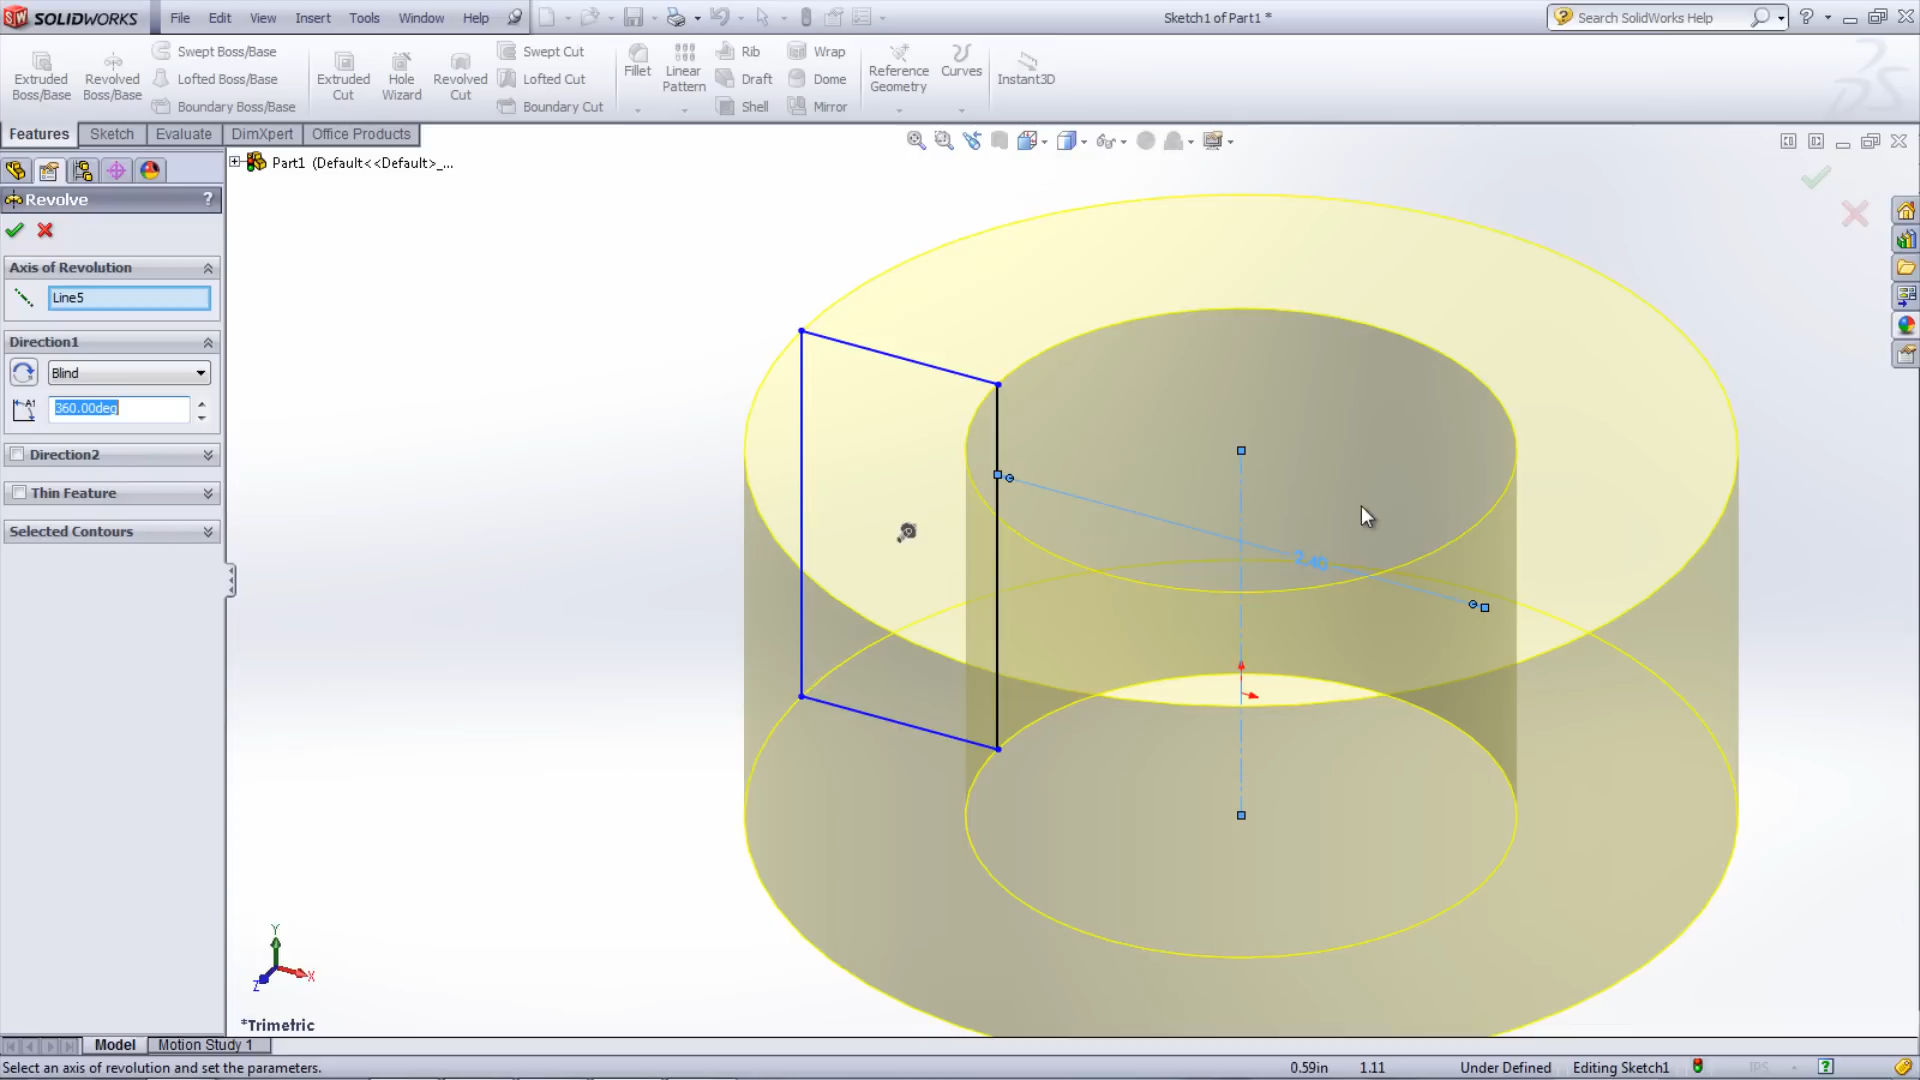 SOLIDWORKS File Edit View Insert Tools Window Help Sketch1 of Part1 * Search SolidWorks Help
Extruded Boss/Base
Revolved Boss/Base
Swept Boss/Base
Lofted Boss/Base
Boundary Boss/Base
Extruded Cut
Hole Wizard
Revolved Cut
Swept Cut
Lofted Cut
Boundary Cut
Fillet
Linear Pattern
Rib
Draft
Shell
Wrap
Dome
Mirror
Reference Geometry
Curves
Instant3D
Features Sketch Evaluate DimXpert Office Products
Part1 (Default<<Default>_...
Revolve ?
Axis of Revolution
Line5
Direction1
Blind
A1
360.00deg
Direction2
Thin Feature
Selected Contours
2.40
Y
X
Z
*Trimetric
Model Motion Study 1
Select an axis of revolution and set the parameters. 0.59in 1.11 Under Defined Editing Sketch1 IPS ?